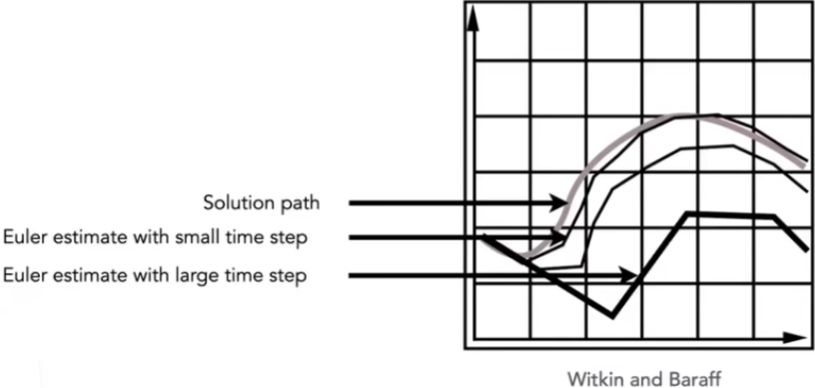 Solution path
Euler estimate with small time step
Euler estimate with large time step
Witkin and Baraff